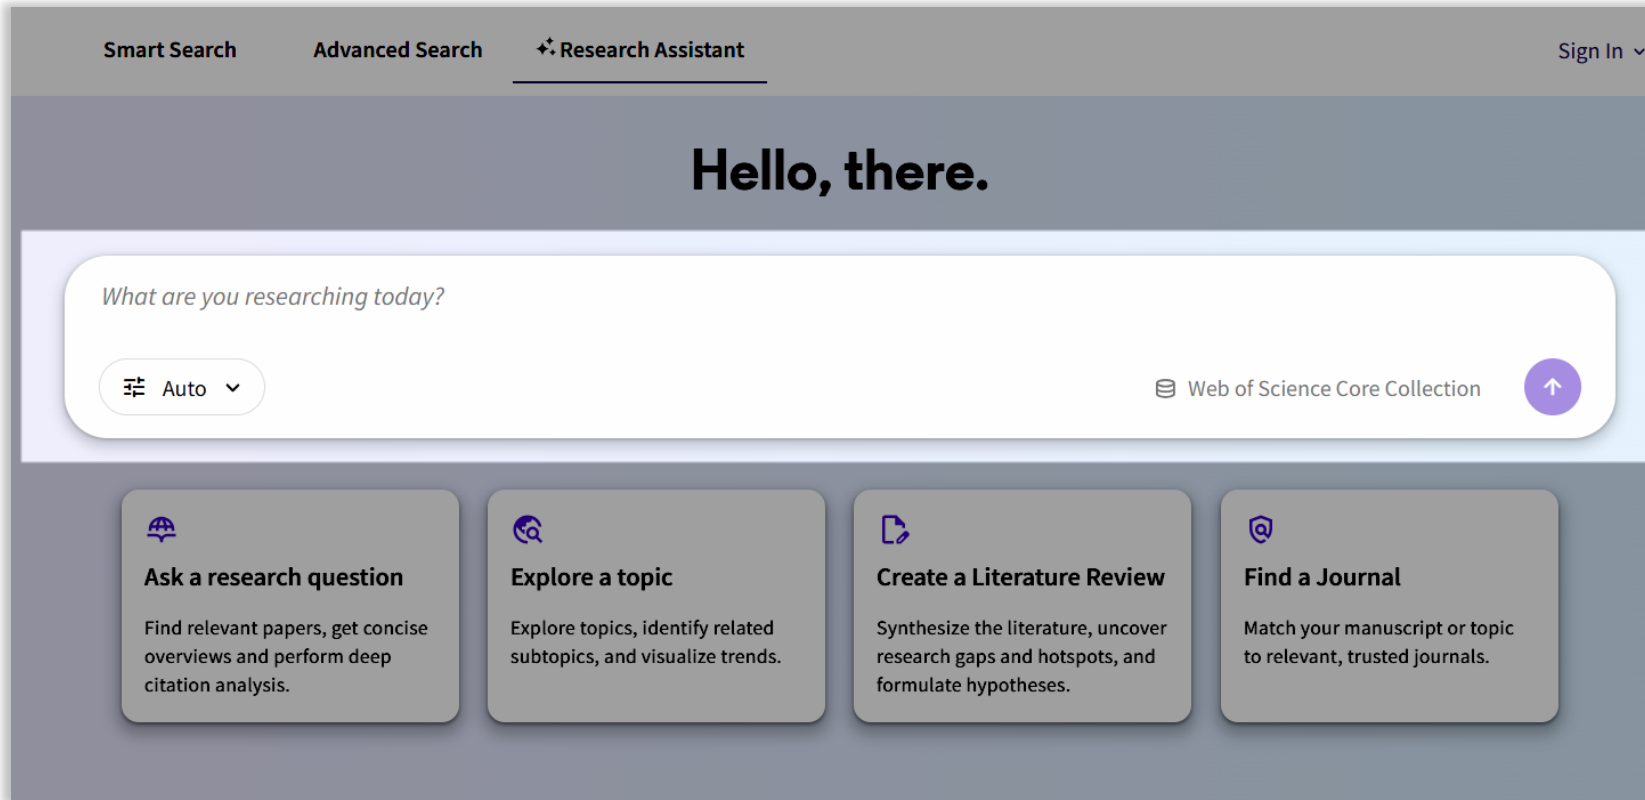 Smart Search
Advanced Search
Research Assistant
Sign In
Hello, there.
What are you researching today?
Auto
Web of Science Core Collection
Ask a research question
Find relevant papers, get concise
overviews and perform deep
citation analysis.
Explore a topic
Explore topics, identify related
subtopics, and visualize trends.
Create a Literature Review
Synthesize the literature, uncover
research gaps and hotspots, and
formulate hypotheses.
Find a Journal
Match your manuscript or topic
to relevant, trusted journals.